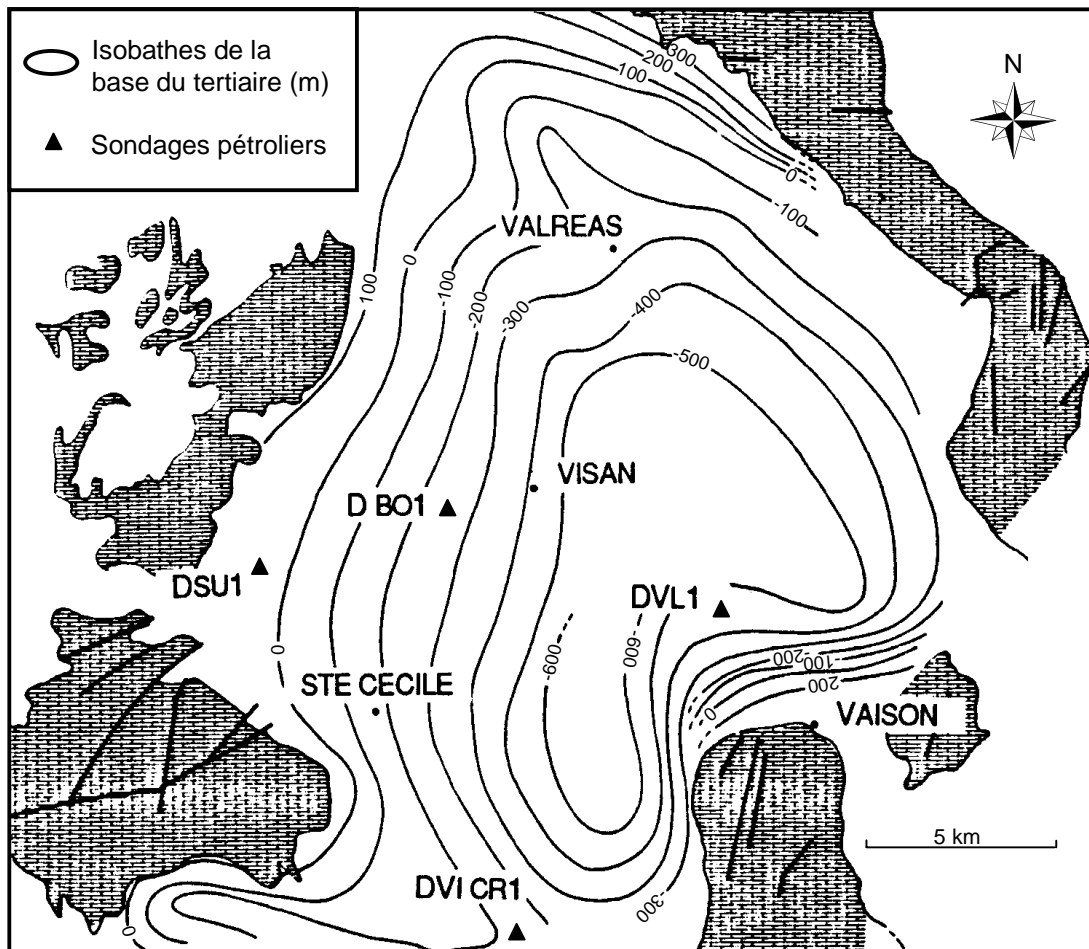 Isobathes de la
base du tertiaire (m)
Sondages pétroliers
N
300
200
100
0
-100
VALREAS
100
0
-100
-200
-300
-400
-500
VISAN
D BO1
DSU1
DVL1
0
-600
-600
-200
-100
200
0
STE CECILE
VAISON
5 km
DVI CR1
-300
0